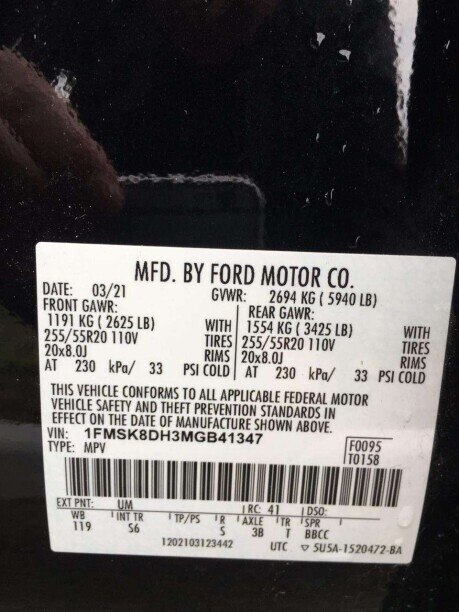 MFD. BY FORD MOTOR CO.
DATE: 03/21 GVWR: 2694 KG ( 5940 LB)
FRONT GAWR: REAR GAWR:
1191 KG ( 2625 LB) WITH 1554 KG ( 3425 LB) WITH
255/55R20 110V TIRES 255/55R20 110V TIRES
20x8.0J RIMS 20x8.0J RIMS
AT 230 kPa/ 33 PSI COLD AT 230 kPa/ 33 PSI COLD
THIS VEHICLE CONFORMS TO ALL APPLICABLE FEDERAL MOTOR
VEHICLE SAFETY AND THEFT PREVENTION STANDARDS IN
EFFECT ON THE DATE OF MANUFACTURE SHOWN ABOVE.
VIN: 1FMSK8DH3MGB41347 F0095
TYPE: MPV T0158
EXT PNT: UM RC: 41
WB INT TR TP/PS R AXLE TR SPR
119 S6 S 3B T BBCC
1202103123442 UTC ▽ 5U5A-1520472-BA